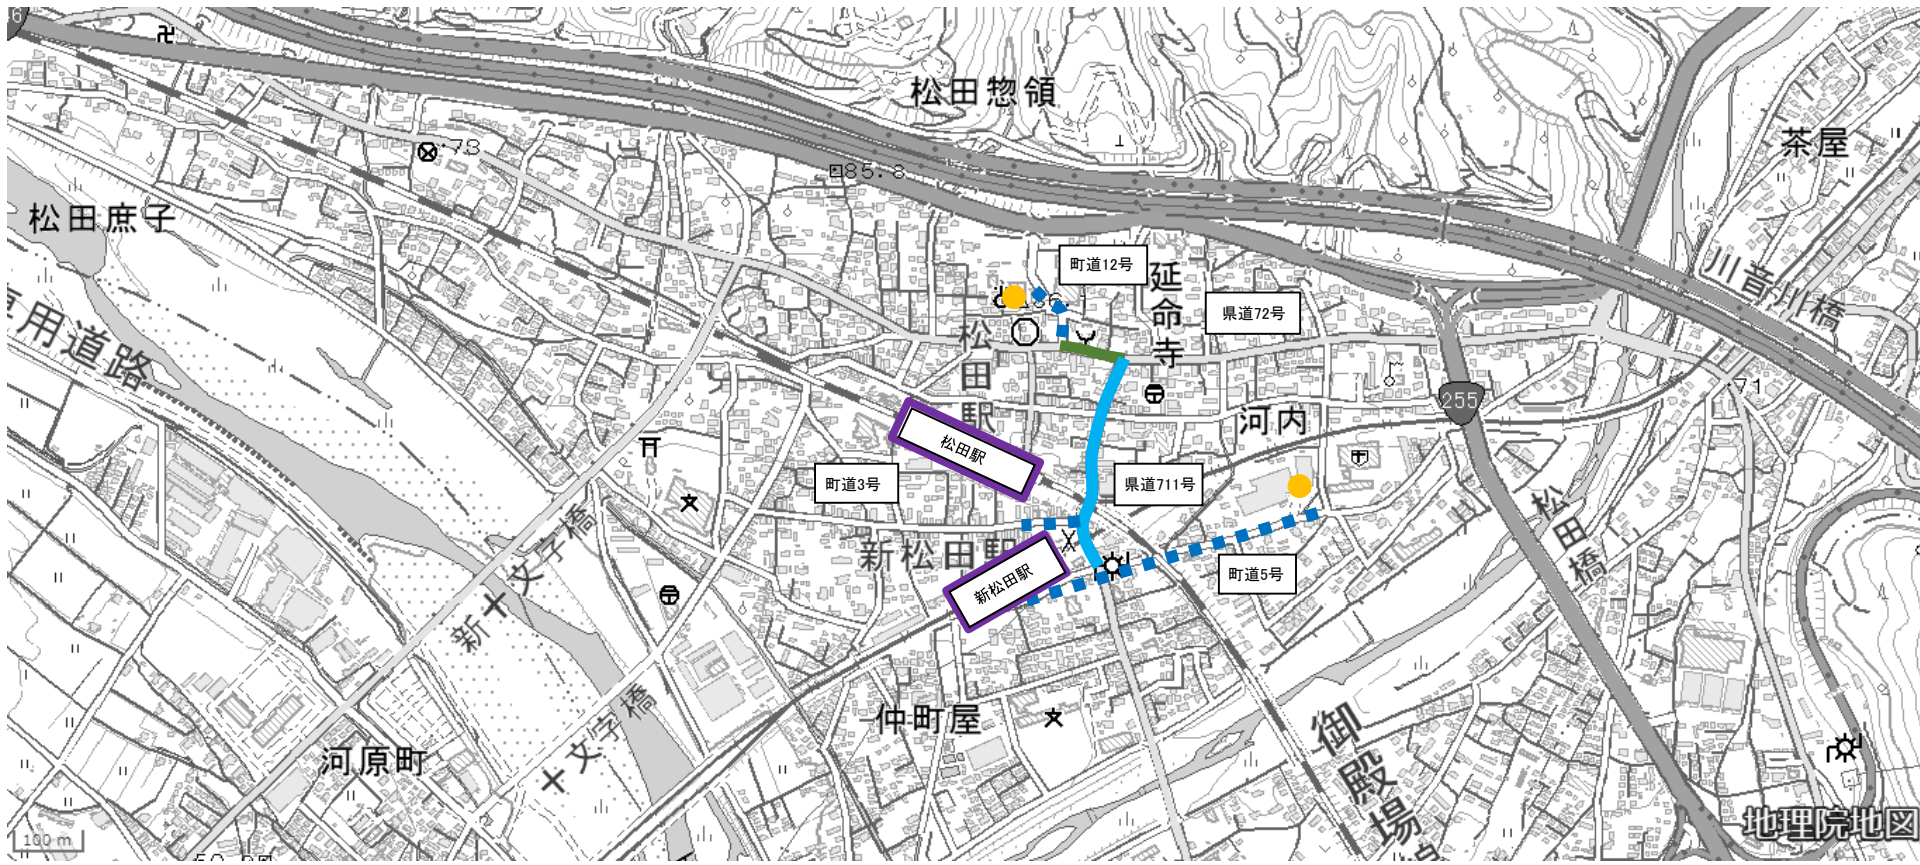 松田惣領
茶屋
・78
85.8
松田庶子
川音川橋
専用道路
町道12号
延命寺
県道72号
松田駅
・71
255
河内
松田駅
町道3号
県道711号
松田橋
新十文字橋
新松田駅
新松田駅
町道5号
仲町屋
十文字橋
河原町
御殿場線
100 m
地理院地図